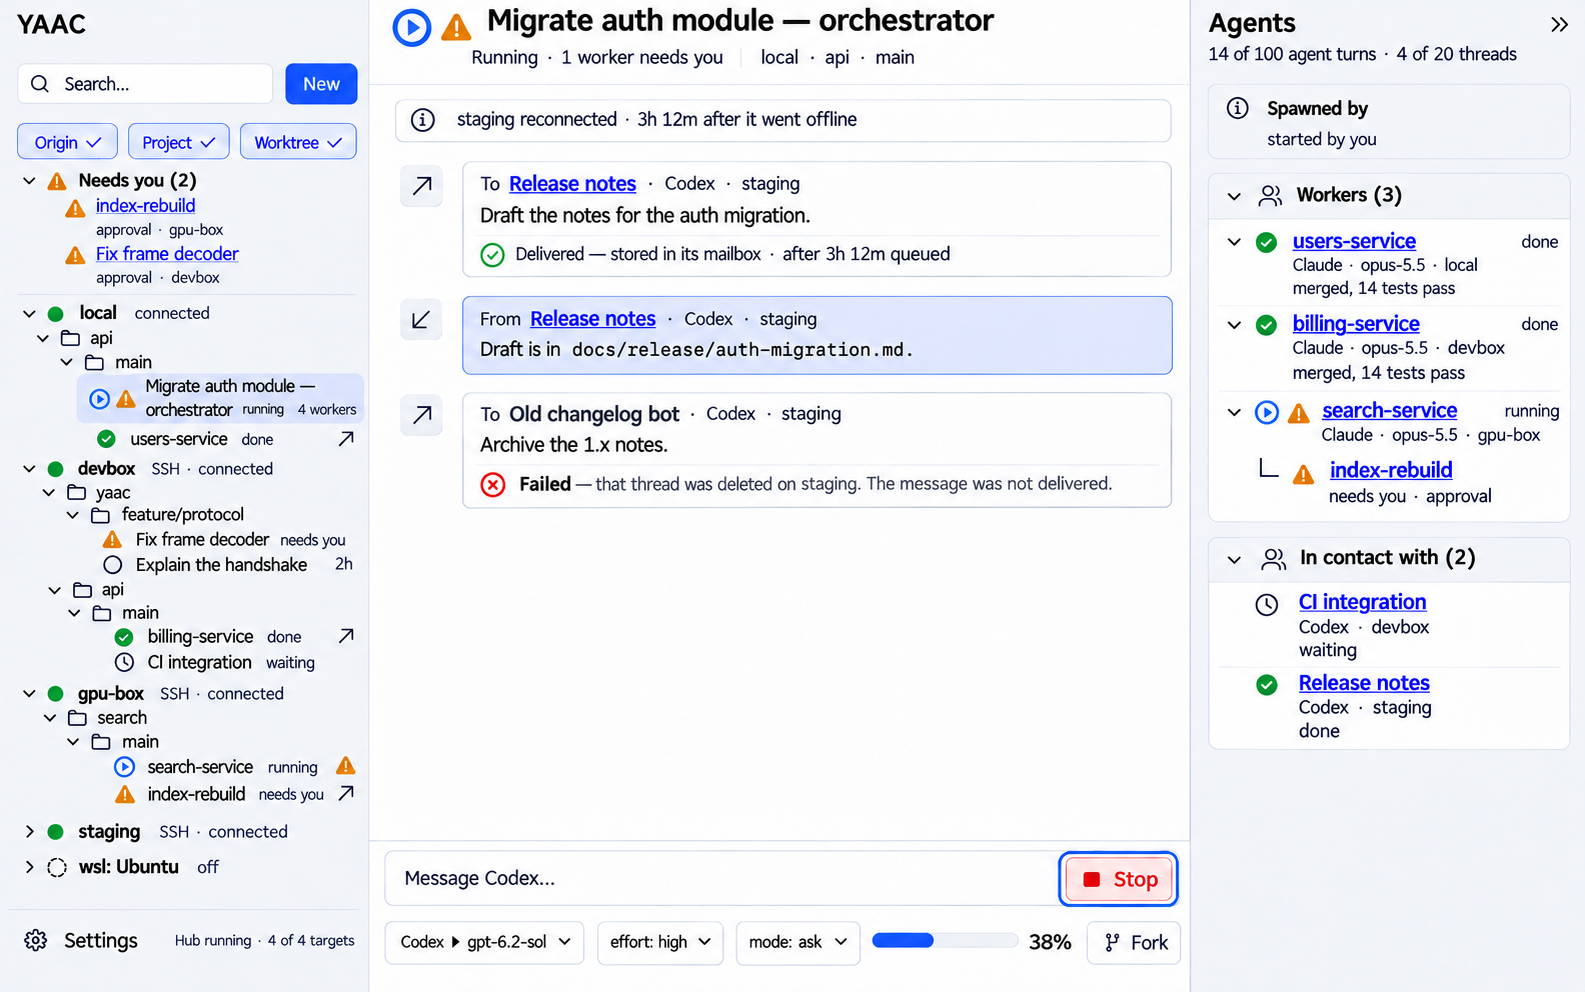 YAAC
Search...
New
Origin
Project
Worktree
Needs you (2)
index-rebuild
approval · gpu-box
Fix frame decoder
approval · devbox
local connected
api
main
Migrate auth module —
orchestrator running 4 workers
users-service done
devbox SSH · connected
yaac
feature/protocol
Fix frame decoder needs you
Explain the handshake 2h
api
main
billing-service done
CI integration waiting
gpu-box SSH · connected
search
main
search-service running
index-rebuild needs you
staging SSH · connected
wsl: Ubuntu off
Settings Hub running · 4 of 4 targets
Migrate auth module — orchestrator
Running · 1 worker needs you local · api · main
staging reconnected · 3h 12m after it went offline
To Release notes · Codex · staging
Draft the notes for the auth migration.
Delivered — stored in its mailbox · after 3h 12m queued
From Release notes · Codex · staging
Draft is in docs/release/auth-migration.md.
To Old changelog bot · Codex · staging
Archive the 1.x notes.
Failed — that thread was deleted on staging. The message was not delivered.
Message Codex...
Stop
Codex gpt-6.2-sol
effort: high
mode: ask
38%
Fork
Agents
14 of 100 agent turns · 4 of 20 threads
Spawned by
started by you
Workers (3)
users-service done
Claude · opus-5.5 · local
merged, 14 tests pass
billing-service done
Claude · opus-5.5 · devbox
merged, 14 tests pass
search-service running
Claude · opus-5.5 · gpu-box
index-rebuild
needs you · approval
In contact with (2)
CI integration
Codex · devbox
waiting
Release notes
Codex · staging
done